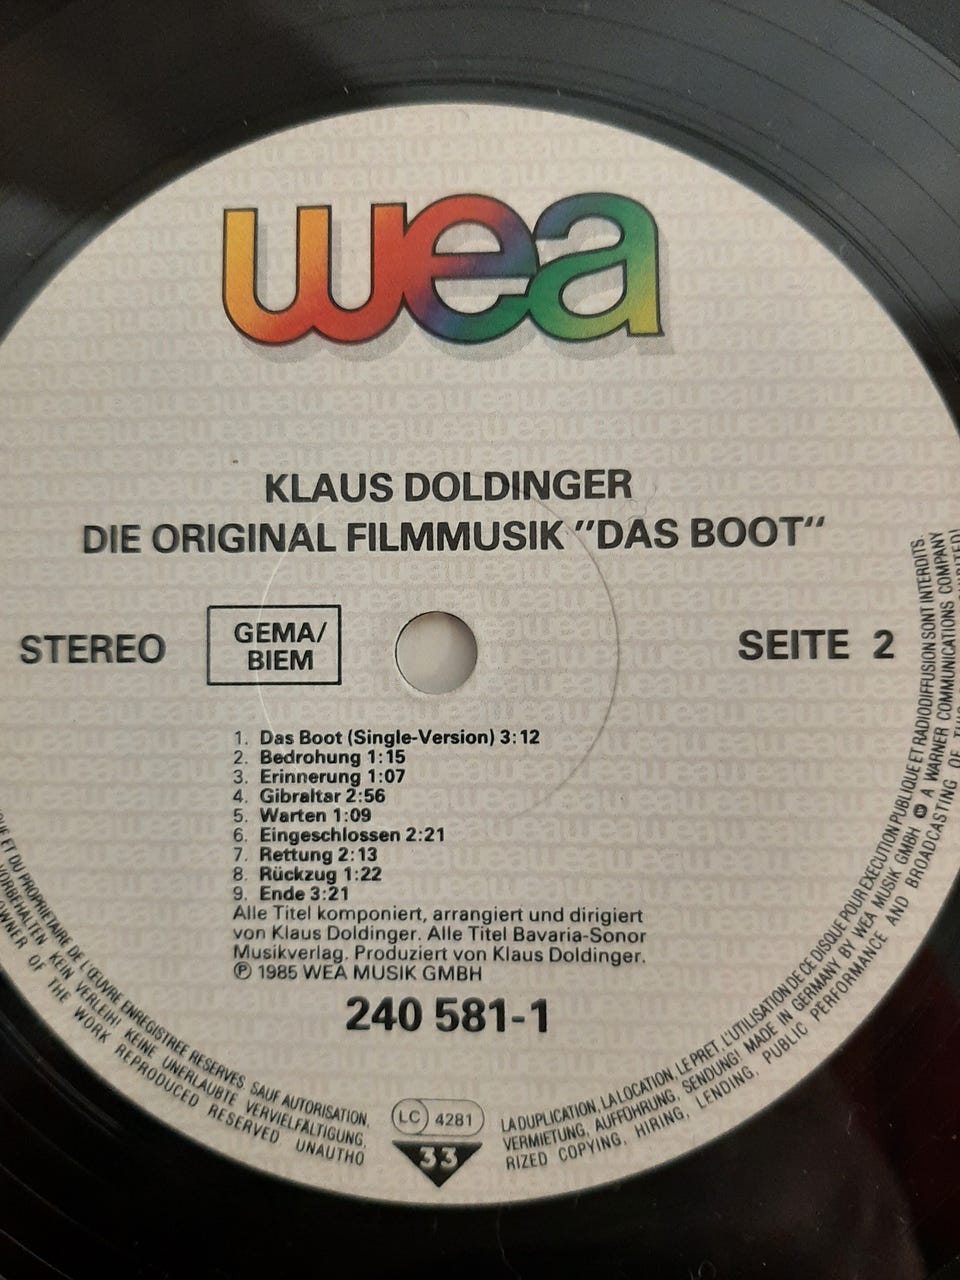 wea
KLAUS DOLDINGER
DIE ORIGINAL FILMMUSIK "DAS BOOT"
STEREO
GEMA/
BIEM
SEITE 2
1. Das Boot (Single-Version) 3:12
2. Bedrohung 1:15
3. Erinnerung 1:07
4. Gibraltar 2:56
5. Warten 1:09
6. Eingeschlossen 2:21
7. Rettung 2:13
8. Rückzug 1:22
9. Ende 3:21
Alle Titel komponiert, arrangiert und dirigiert
von Klaus Doldinger. Alle Titel Bavaria-Sonor
Musikverlag. Produziert von Klaus Doldinger.
℗ 1985 WEA MUSIK GMBH
240 581-1
LC 4281
33
ET DU PROPRIETAIRE DE L'ŒUVRE ENREGISTREE RESERVES SAUF AUTORISATION,
LA DUPLICATION, LA LOCATION, LE PRET, L'UTILISATION DE CE DISQUE POUR EXECUTION PUBLIQUE ET RADIODIFFUSION SONT INTERDITS.
VORBEHALTEN KEIN VERLEIH! KEINE UNERLAUBTE VERVIELFÄLTIGUNG,
VERMIETUNG, AUFFÜHRUNG, SENDUNG! MADE IN GERMANY BY WEA MUSIK GMBH A WARNER COMMUNICATIONS COMPANY
OWNER OF THE WORK REPRODUCED RESERVED UNAUTHO
RIZED COPYING, HIRING, LENDING, PUBLIC PERFORMANCE AND BROADCASTING OF